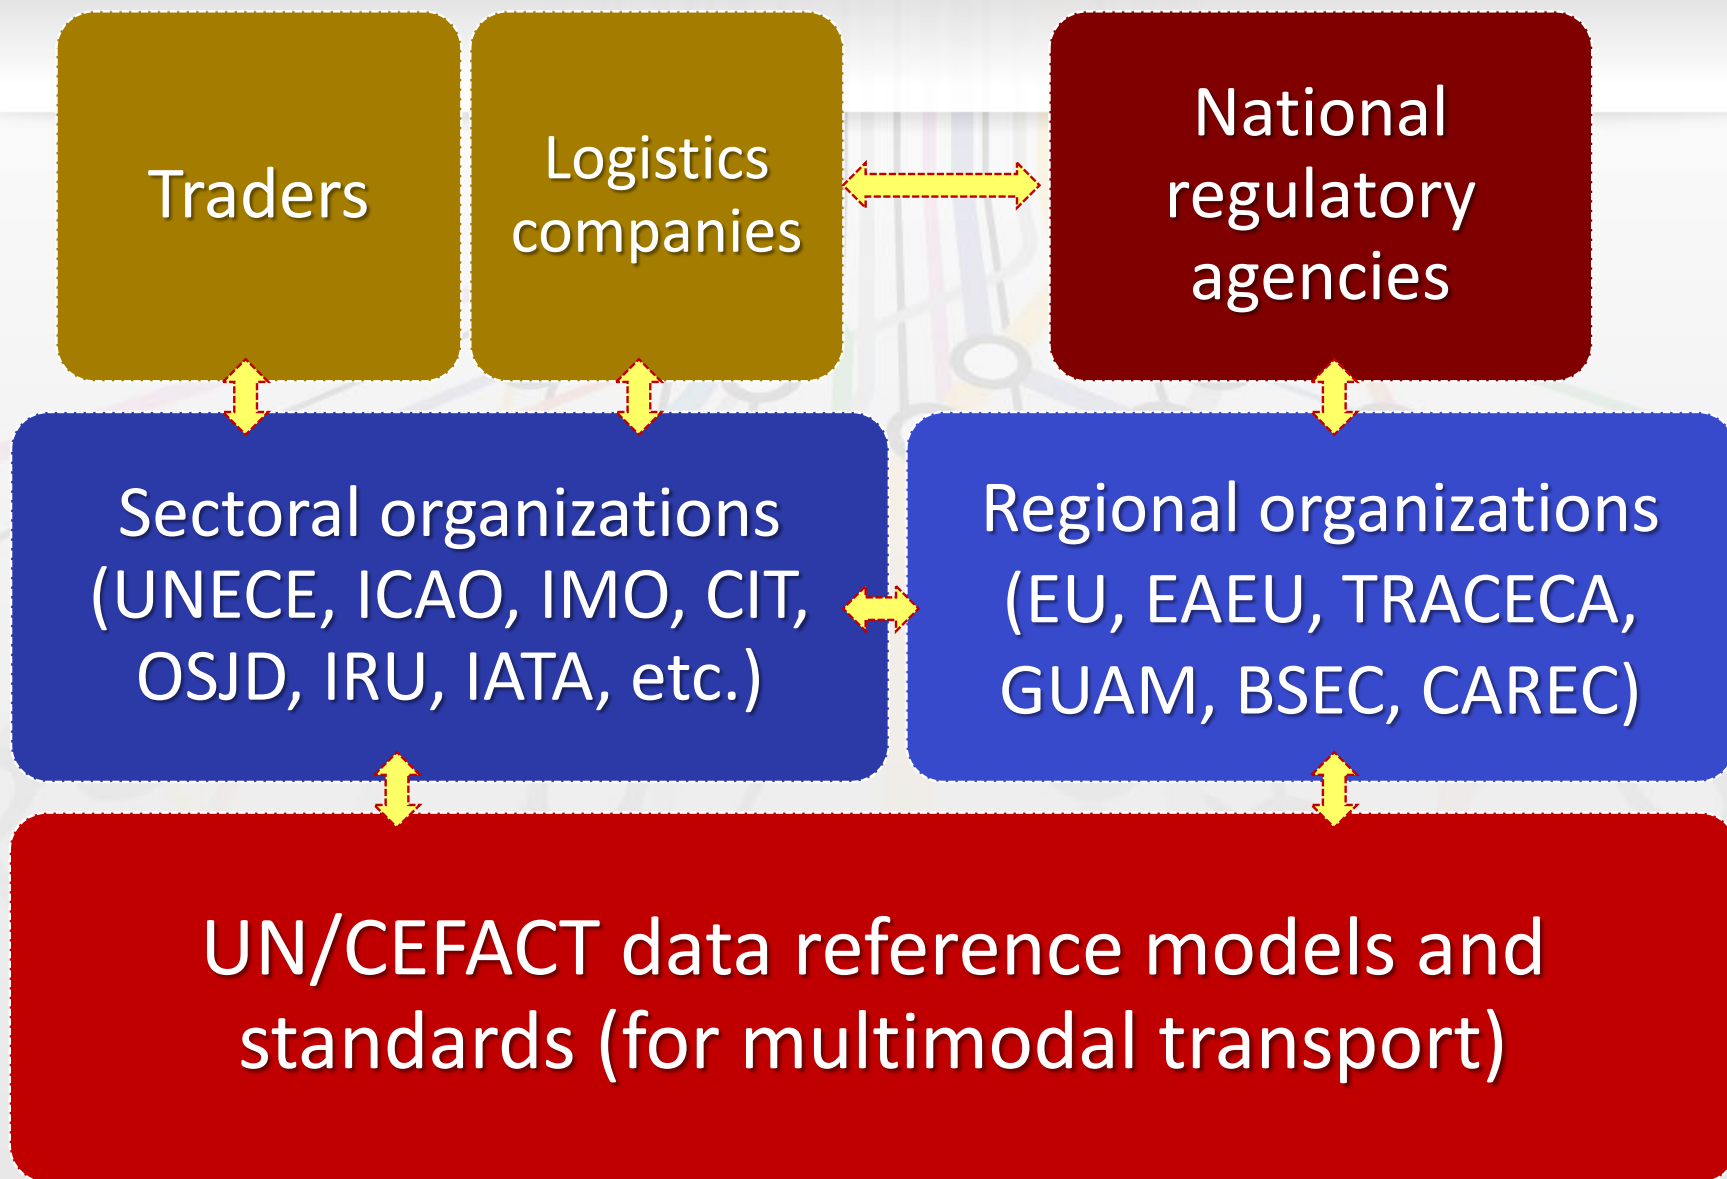 Traders
Logistics
companies
National
regulatory
agencies
Sectoral organizations
(UNECE, ICAO, IMO, CIT,
OSJD, IRU, IATA, etc.)
Regional organizations
(EU, EAEU, TRACECA,
GUAM, BSEC, CAREC)
UN/CEFACT data reference models and
standards (for multimodal transport)